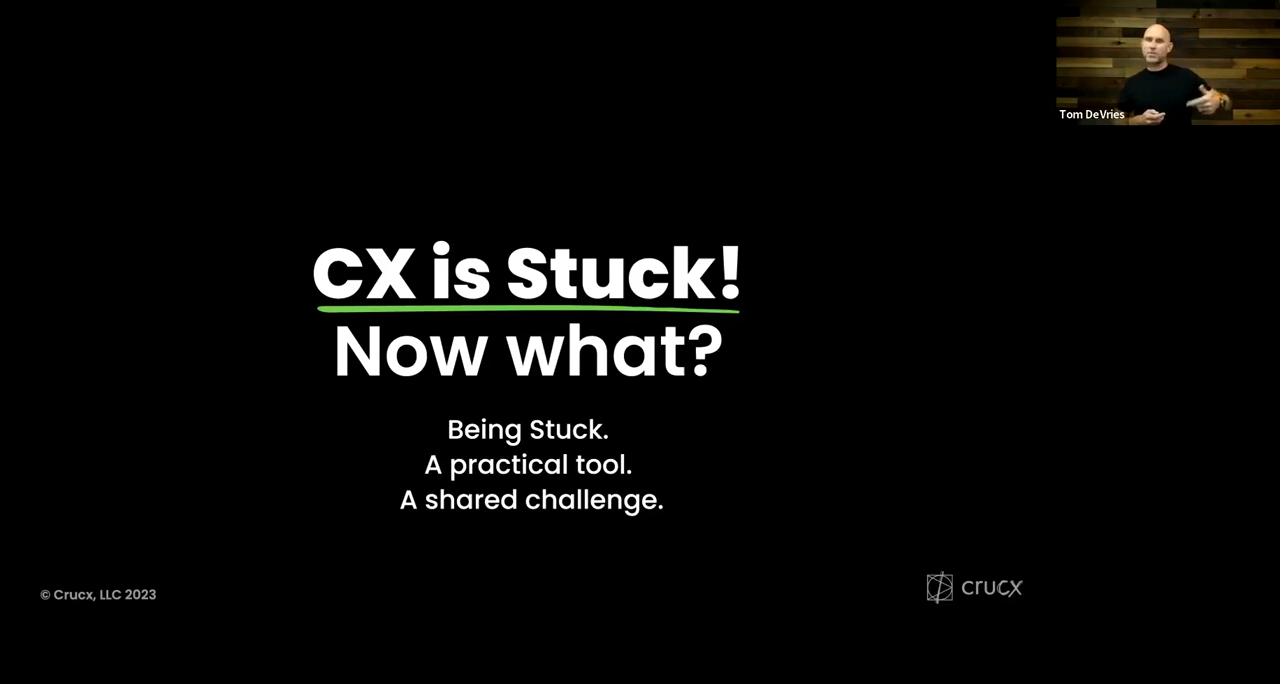 Tom DeVries
CX is Stuck!
Now what?
Being Stuck.
A practical tool.
A shared challenge.
© Crucx, LLC 2023
crucx